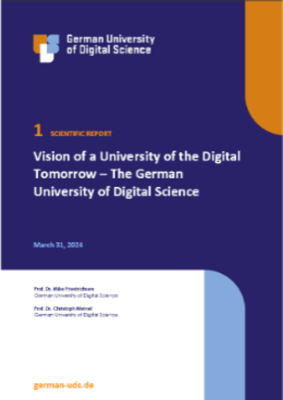 German University
of Digital Science
1 SCIENTIFIC REPORT
Vision of a University of the Digital
Tomorrow – The German
University of Digital Science
March 31, 2024
Prof. Dr. Mike Friedrichsen
German University of Digital Science
Prof. Dr. Christoph Meinel
German University of Digital Science
german-uds.de